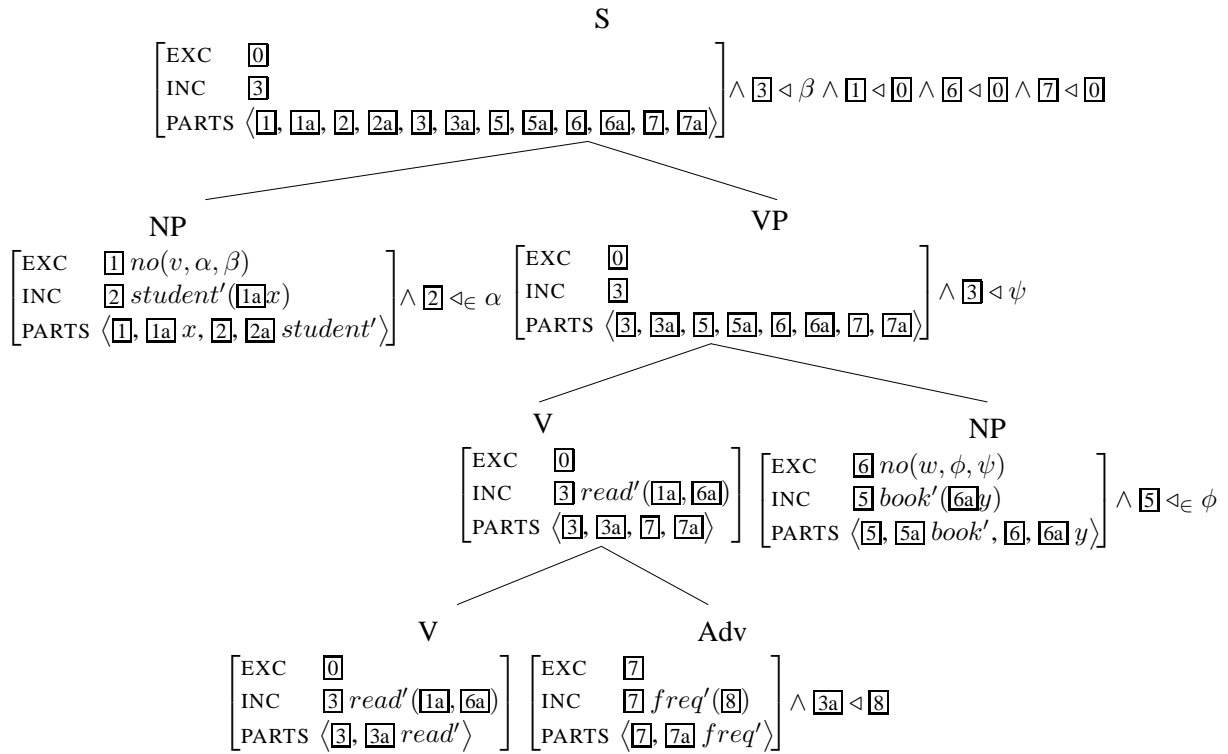 S
[EXC [0]
INC [3]
PARTS ⟨[1], [1a], [2], [2a], [3], [3a], [5], [5a], [6], [6a], [7], [7a]⟩] ∧ [3] ◁ β ∧ [1] ◁ [0] ∧ [6] ◁ [0] ∧ [7] ◁ [0]
NP
[EXC [1] no(v, α, β)
INC [2] student′([1a]x)
PARTS ⟨[1], [1a] x, [2], [2a] student′⟩] ∧ [2] ◁∈ α
VP
[EXC [0]
INC [3]
PARTS ⟨[3], [3a], [5], [5a], [6], [6a], [7], [7a]⟩] ∧ [3] ◁ ψ
V
[EXC [0]
INC [3] read′([1a], [6a])
PARTS ⟨[3], [3a], [7], [7a]⟩]
NP
[EXC [6] no(w, φ, ψ)
INC [5] book′([6a]y)
PARTS ⟨[5], [5a] book′, [6], [6a] y⟩] ∧ [5] ◁∈ φ
V
[EXC [0]
INC [3] read′([1a], [6a])
PARTS ⟨[3], [3a] read′⟩]
Adv
[EXC [7]
INC [7] freq′([8])
PARTS ⟨[7], [7a] freq′⟩] ∧ [3a] ◁ [8]